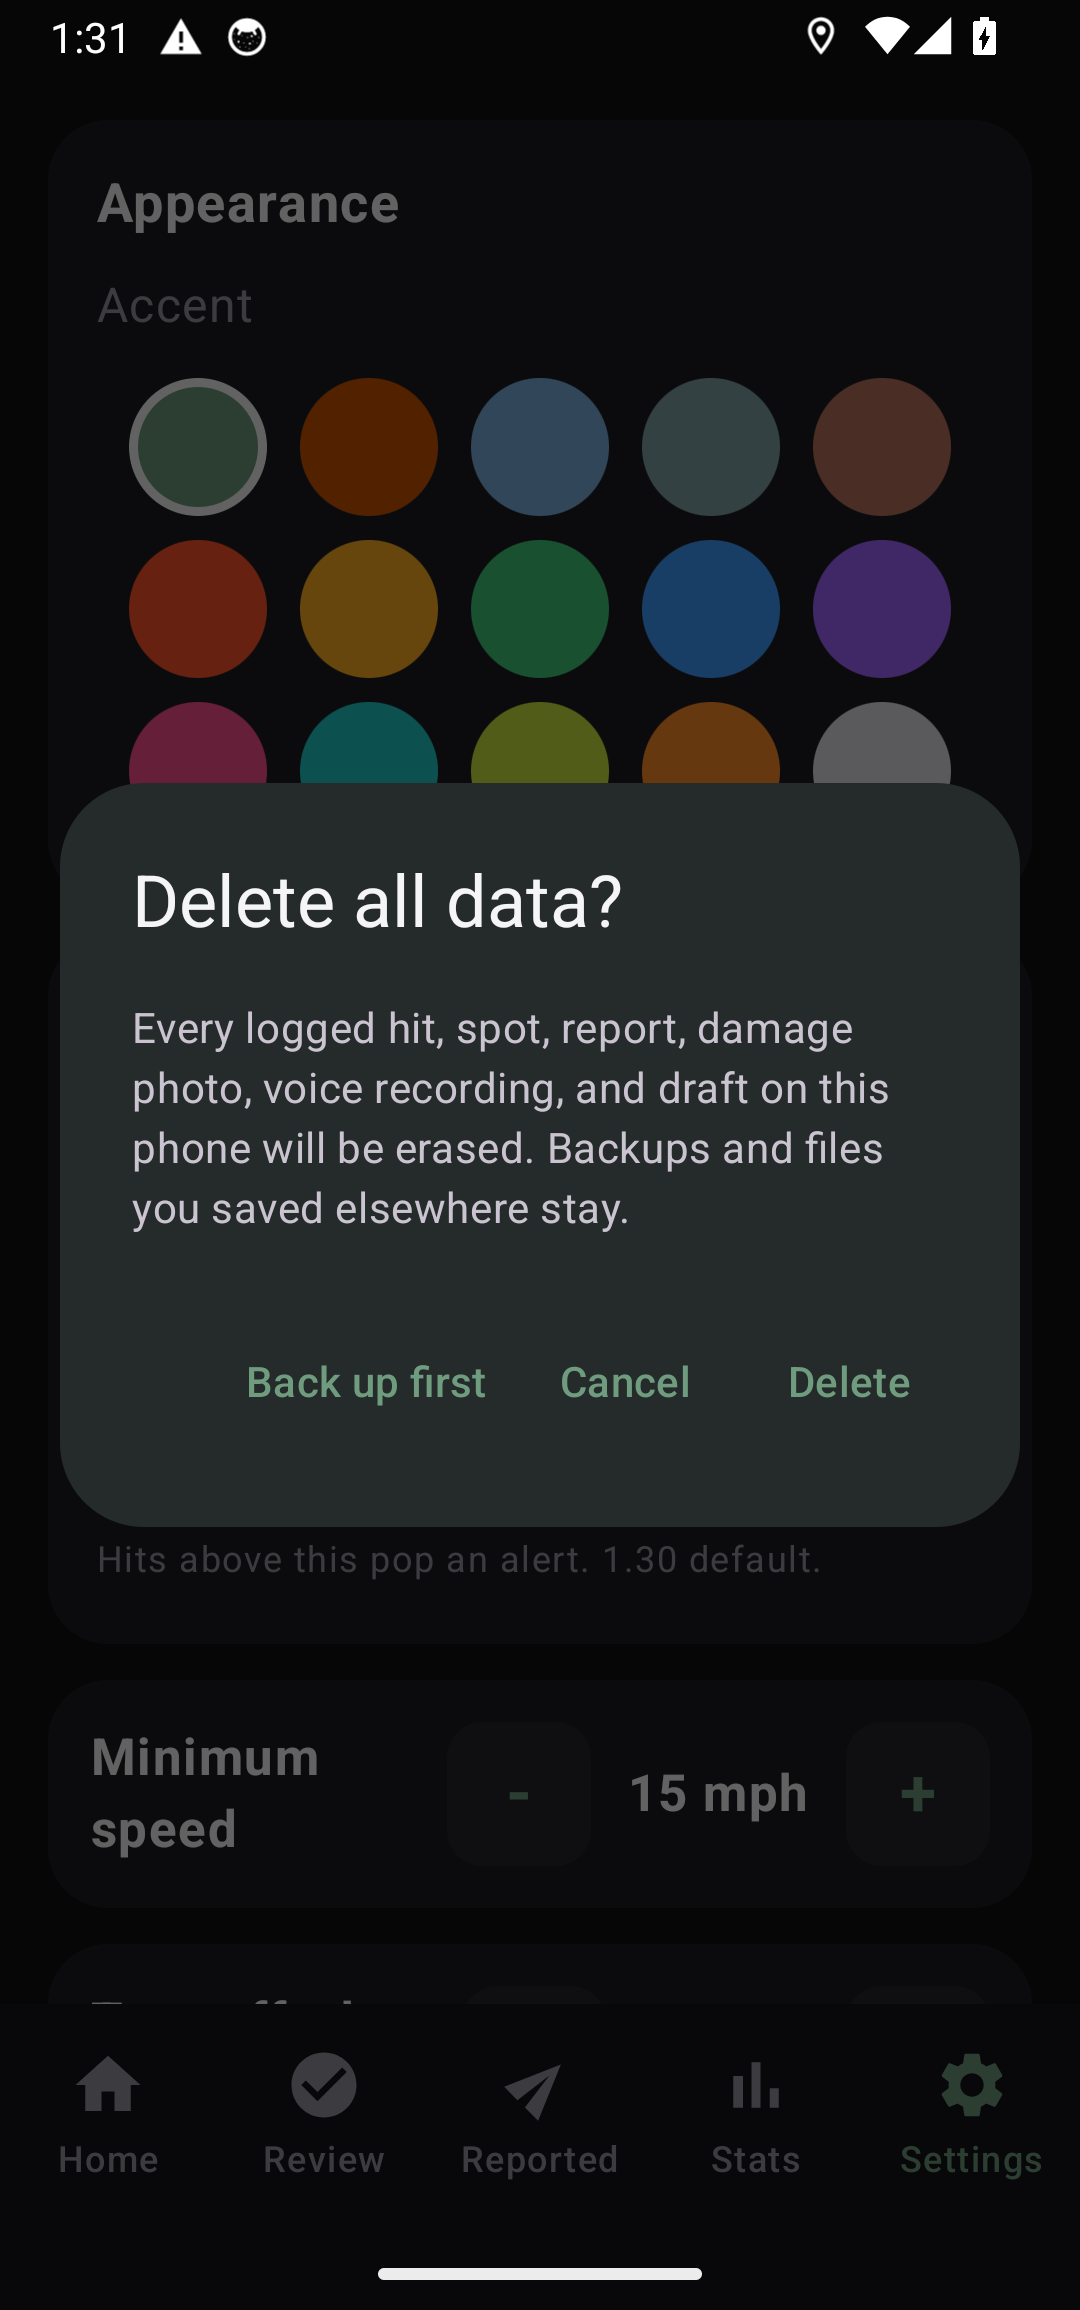 1:31
Appearance
Accent
Delete all data?
Every logged hit, spot, report, damage
photo, voice recording, and draft on this
phone will be erased. Backups and files
you saved elsewhere stay.
Back up first
Cancel
Delete
Hits above this pop an alert. 1.30 default.
Minimum
speed
-
15 mph
+
Home
Review
Reported
Stats
Settings